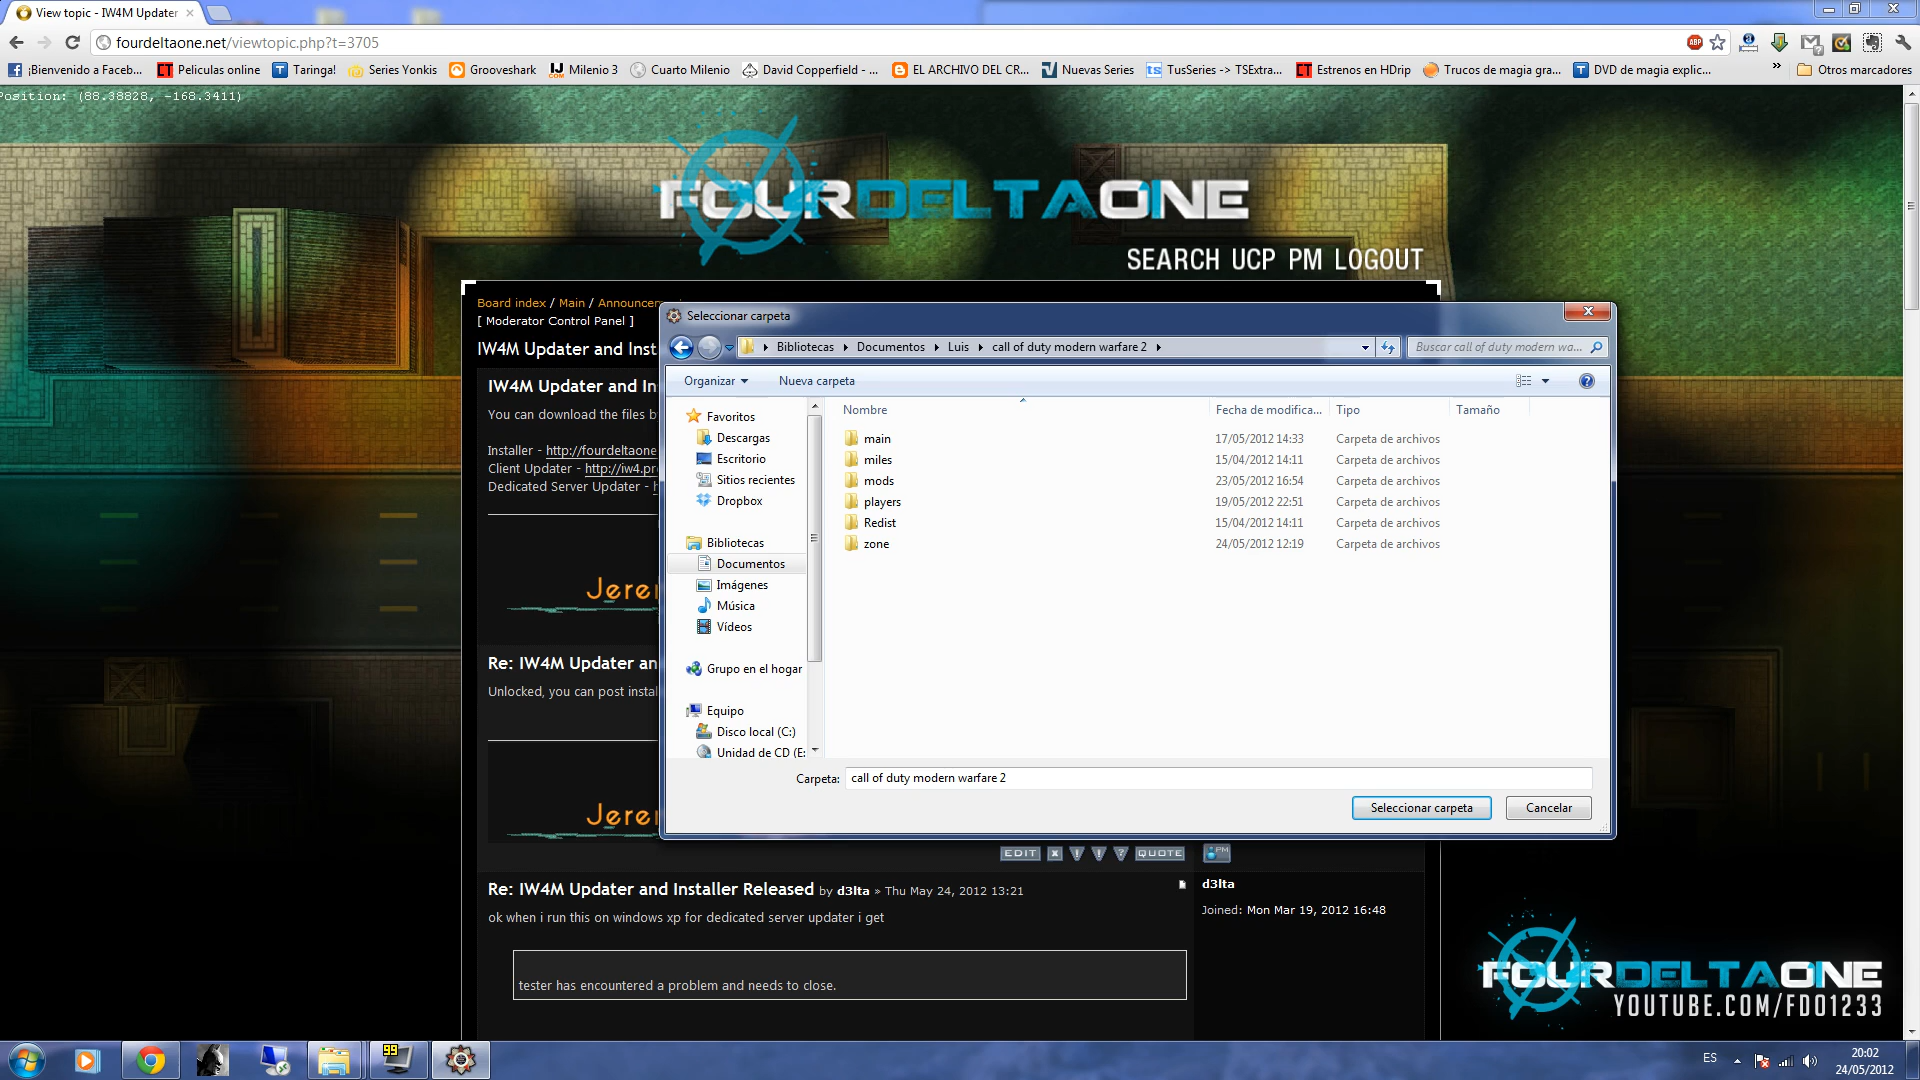 View topic - IW4M Updater
fourdeltaone.net/viewtopic.php?t=3705
¡Bienvenido a Faceb...
Peliculas online
Taringa!
Series Yonkis
Grooveshark
Milenio 3
Cuarto Milenio
David Copperfield - ...
EL ARCHIVO DEL CR...
Nuevas Series
TusSeries -> TSExtra...
Estrenos en HDrip
Trucos de magia gra...
DVD de magia explic...
Otros marcadores
Position: (88.38828, -168.3411)
FOURDELTAONE
SEARCH UCP PM LOGOUT
Board index / Main / Announcem
[ Moderator Control Panel ]
IW4M Updater and Inst
IW4M Updater and In
You can download the files b
Installer - http://fourdeltaone
Client Updater - http://iw4.pr
Dedicated Server Updater - h
Jere
Re: IW4M Updater an
Unlocked, you can post instal
Jere
Seleccionar carpeta
Bibliotecas
Documentos
Luis
call of duty modern warfare 2
Buscar call of duty modern wa...
Organizar
Nueva carpeta
Favoritos
Descargas
Escritorio
Sitios recientes
Dropbox
Bibliotecas
Documentos
Imágenes
Música
Vídeos
Grupo en el hogar
Equipo
Disco local (C:)
Unidad de CD (E:
Nombre Fecha de modifica... Tipo Tamaño
main 17/05/2012 14:33 Carpeta de archivos
miles 15/04/2012 14:11 Carpeta de archivos
mods 23/05/2012 16:54 Carpeta de archivos
players 19/05/2012 22:51 Carpeta de archivos
Redist 15/04/2012 14:11 Carpeta de archivos
zone 24/05/2012 12:19 Carpeta de archivos
Carpeta: call of duty modern warfare 2
Seleccionar carpeta
Cancelar
EDIT X ! ! ? QUOTE
PM
Re: IW4M Updater and Installer Released by d3lta » Thu May 24, 2012 13:21
ok when i run this on windows xp for dedicated server updater i get
tester has encountered a problem and needs to close.
d3lta
Joined: Mon Mar 19, 2012 16:48
FOURDELTAONE
YOUTUBE.COM/FDO1233
99
ES
20:02
24/05/2012